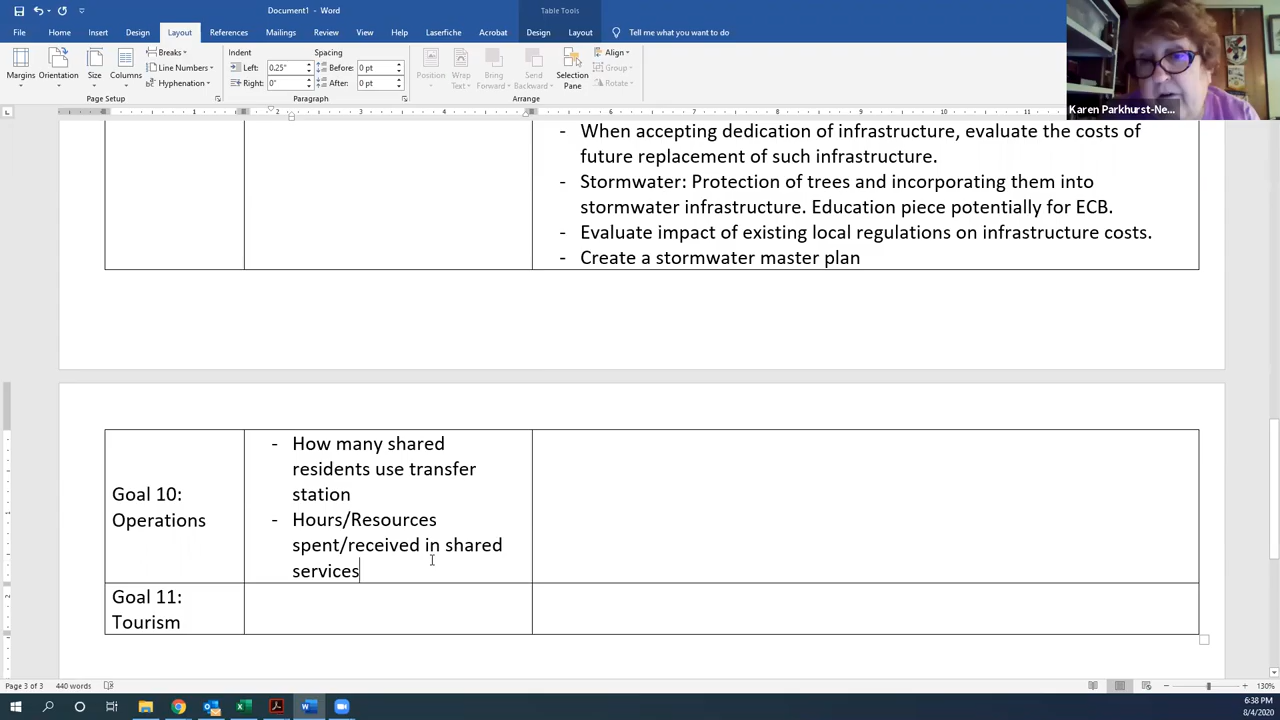 Document1 - Word
Table Tools
File Home Insert Design Layout References Mailings Review View Help Laserfiche Acrobat Design Layout Tell me what you want to do
Margins
Orientation
Size
Columns
Breaks
Line Numbers
Hyphenation
Page Setup
Indent
Left: 0.25"
Right: 0"
Spacing
Before: 0 pt
After: 0 pt
Paragraph
Position
Wrap Text
Bring Forward
Send Backward
Selection Pane
Align
Group
Rotate
Arrange
Karen Parkhurst-Ne...
- When accepting dedication of infrastructure, evaluate the costs of
future replacement of such infrastructure.
- Stormwater: Protection of trees and incorporating them into
stormwater infrastructure. Education piece potentially for ECB.
- Evaluate impact of existing local regulations on infrastructure costs.
- Create a stormwater master plan
Goal 10:
Operations
- How many shared
residents use transfer
station
- Hours/Resources
spent/received in shared
services
Goal 11:
Tourism
Page 3 of 3 440 words
130%
6:38 PM
8/4/2020